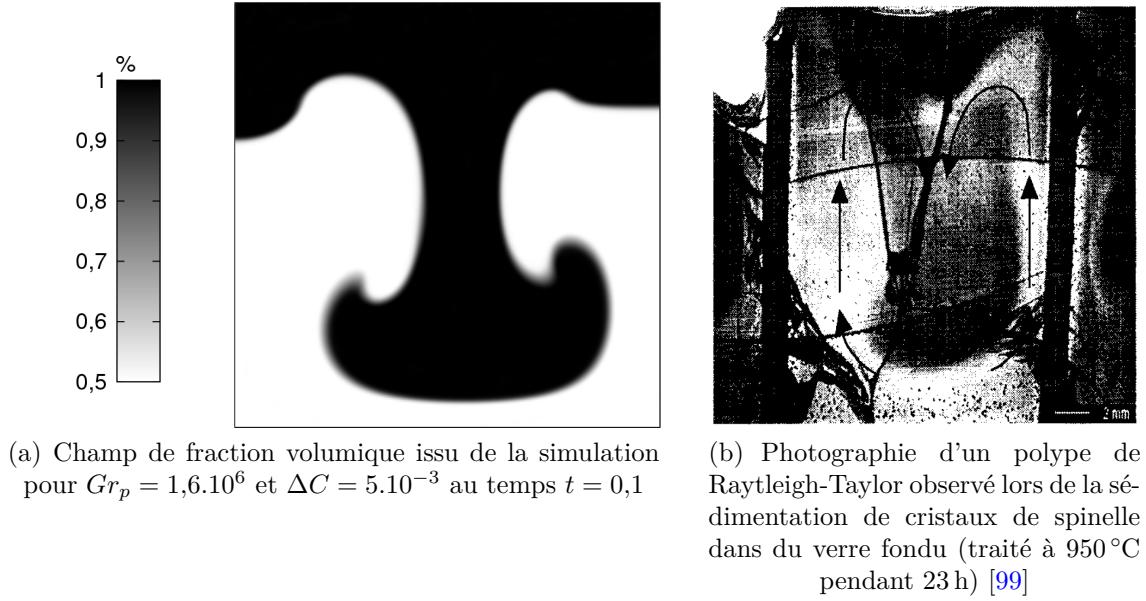 %
1
0,9
0,8
0,7
0,6
0,5
2 mm
(a) Champ de fraction volumique issu de la simulation
pour Gr_p = 1,6.10^6 et ΔC = 5.10^−3 au temps t = 0,1
(b) Photographie d'un polype de
Raytleigh-Taylor observé lors de la sé-
dimentation de cristaux de spinelle
dans du verre fondu (traité à 950 °C
pendant 23 h) [99]